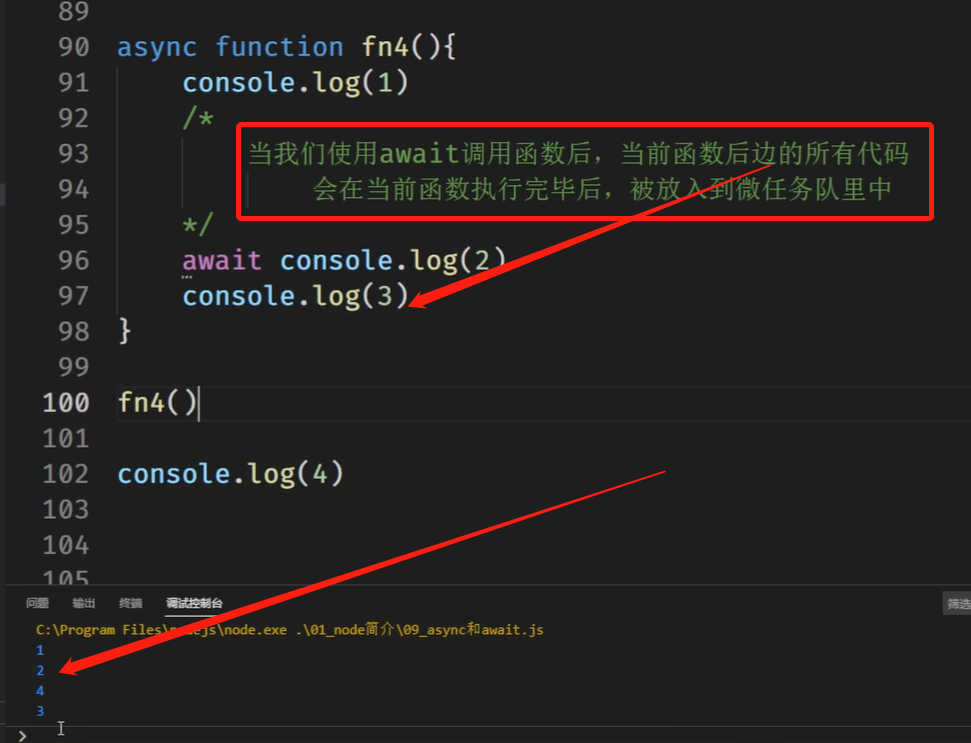 89
90 async function fn4(){
91 console.log(1)
92 /*
93 当我们使用await调用函数后，当前函数后边的所有代码
94 会在当前函数执行完毕后，被放入到微任务队里中
95 */
96 await console.log(2)
97 console.log(3)
98 }
99
100 fn4()
101
102 console.log(4)
103
104
105
问题 输出 终端 调试控制台 筛选
C:\Program Files\nodejs\node.exe .\01_node简介\09_async和await.js
1
2
4
3